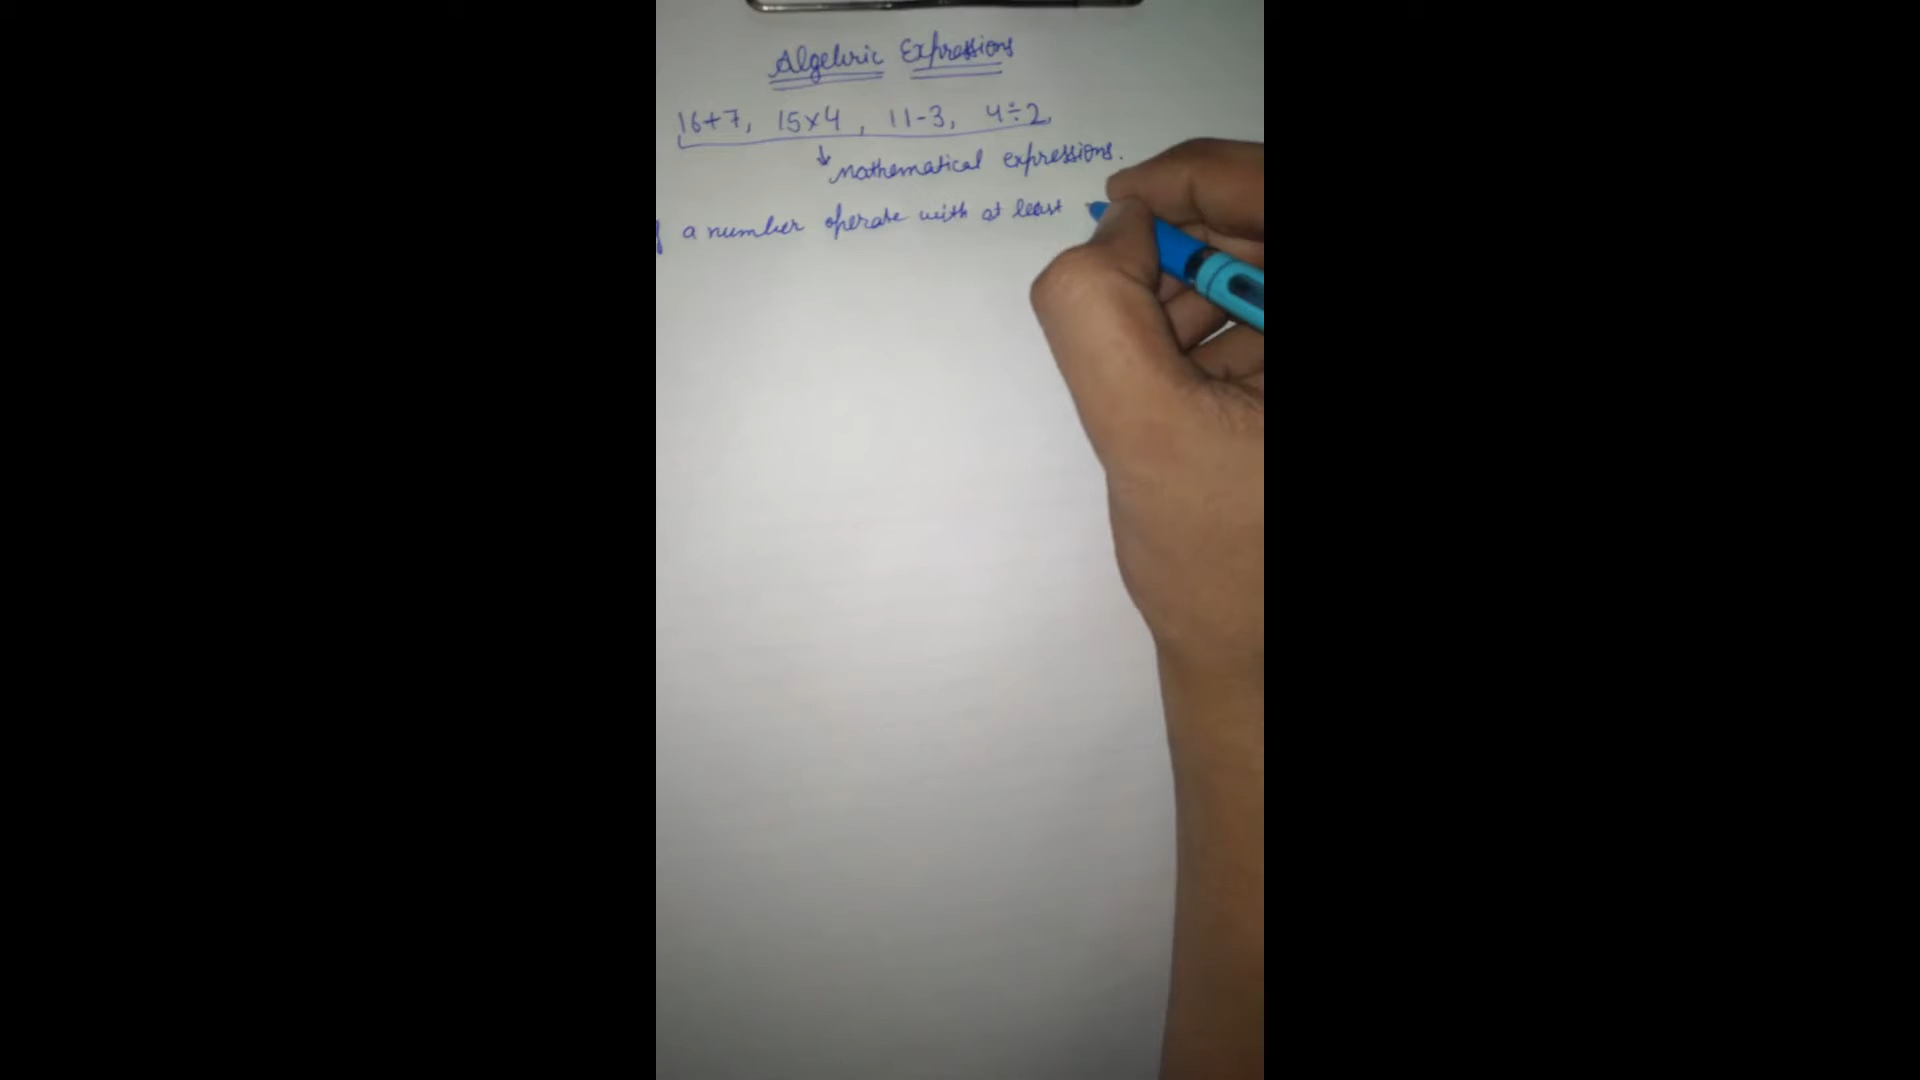 Algebric Expressions
16+7, 15×4, 11-3, 4÷2,
↓ Mathematical expressions.
a number operate with at least